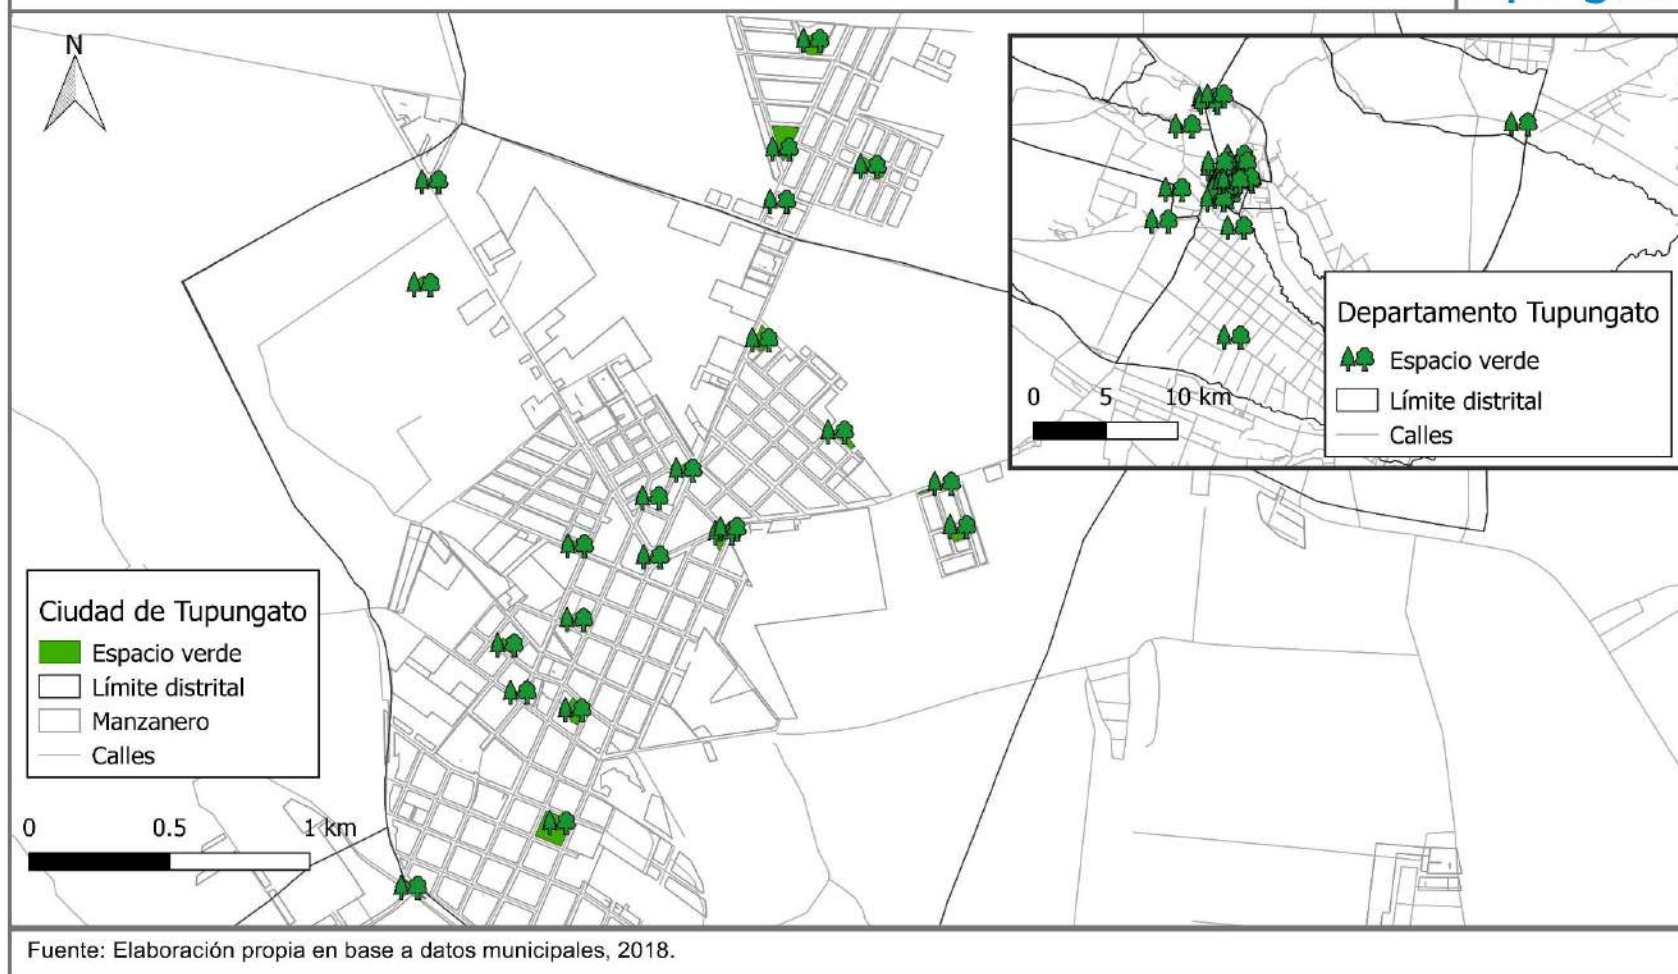 N
Departamento Tupungato
Espacio verde
Límite distrital
Calles
0 5 10 km
Ciudad de Tupungato
Espacio verde
Límite distrital
Manzanero
Calles
0 0.5 1 km
Fuente: Elaboración propia en base a datos municipales, 2018.